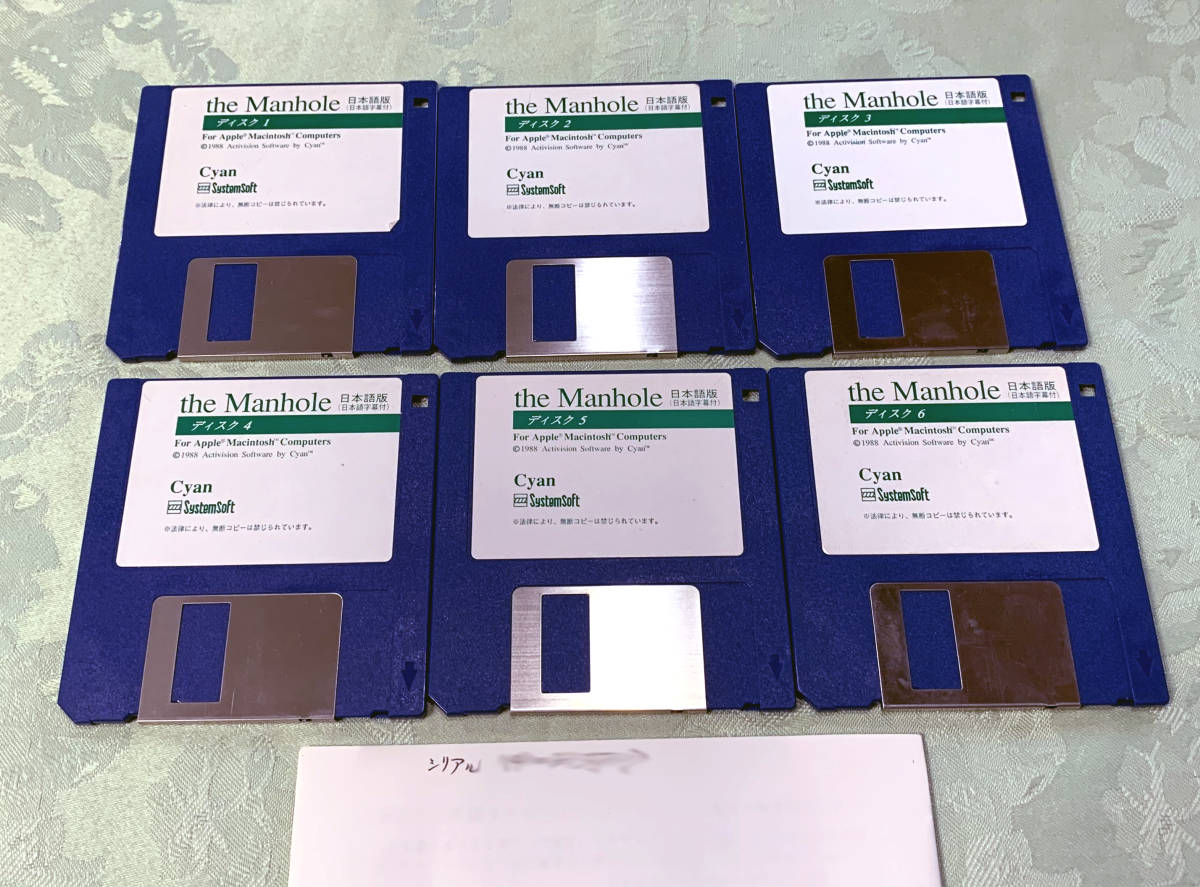 the Manhole 日本語版
(日本語字幕付)
ディスク 1
For Apple® Macintosh™ Computers
©1988 Activision Software by Cyan™
Cyan
SystemSoft
※法律により、無断コピーは禁じられています。
the Manhole 日本語版
(日本語字幕付)
ディスク 2
For Apple® Macintosh™ Computers
©1988 Activision Software by Cyan™
Cyan
SystemSoft
※法律により、無断コピーは禁じられています。
the Manhole 日本語版
(日本語字幕付)
ディスク 3
For Apple® Macintosh™ Computers
©1988 Activision Software by Cyan™
Cyan
SystemSoft
※法律により、無断コピーは禁じられています。
the Manhole 日本語版
(日本語字幕付)
ディスク 4
For Apple® Macintosh™ Computers
©1988 Activision Software by Cyan™
Cyan
SystemSoft
※法律により、無断コピーは禁じられています。
the Manhole 日本語版
(日本語字幕付)
ディスク 5
For Apple® Macintosh™ Computers
©1988 Activision Software by Cyan™
Cyan
SystemSoft
※法律により、無断コピーは禁じられています。
the Manhole 日本語版
(日本語字幕付)
ディスク 6
For Apple® Macintosh™ Computers
©1988 Activision Software by Cyan™
Cyan
SystemSoft
※法律により、無断コピーは禁じられています。
シリアル